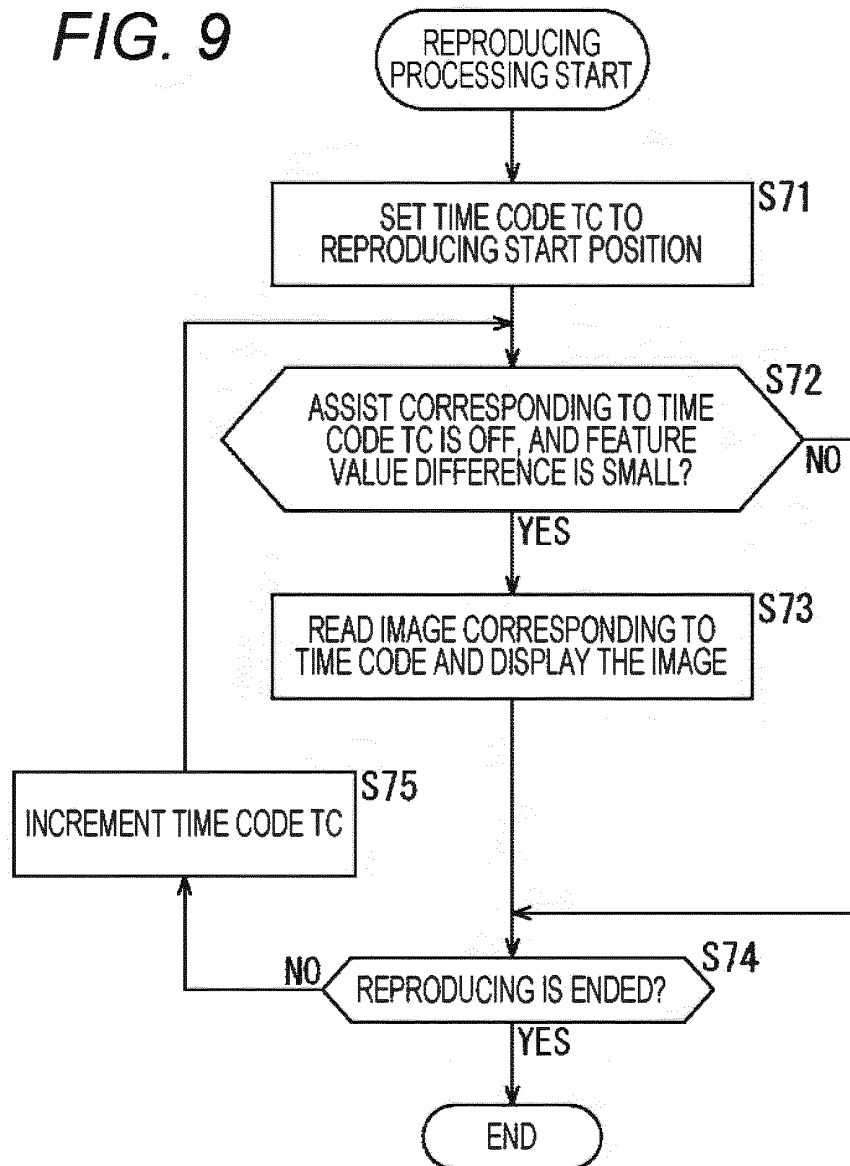 FIG. 9
REPRODUCING
PROCESSING START
S71
SET TIME CODE TC TO
REPRODUCING START POSITION
S72
ASSIST CORRESPONDING TO TIME
CODE TC IS OFF, AND FEATURE
VALUE DIFFERENCE IS SMALL?
NO
YES
S73
READ IMAGE CORRESPONDING TO
TIME CODE AND DISPLAY THE IMAGE
S75
INCREMENT TIME CODE TC
S74
NO
REPRODUCING IS ENDED?
YES
END